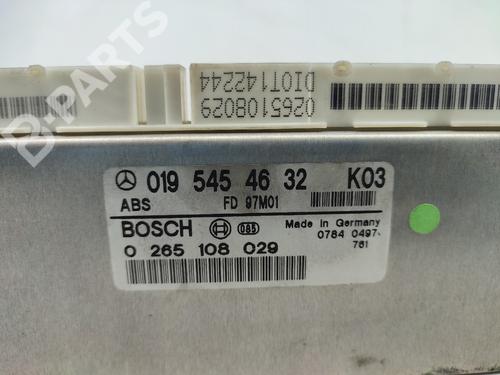 B-PARTS
0265108029
DIOT142244
019 545 46 32 K03
ABS FD 97M01
BOSCH 085 Made in Germany
0 265 108 029 0784 0497-
761